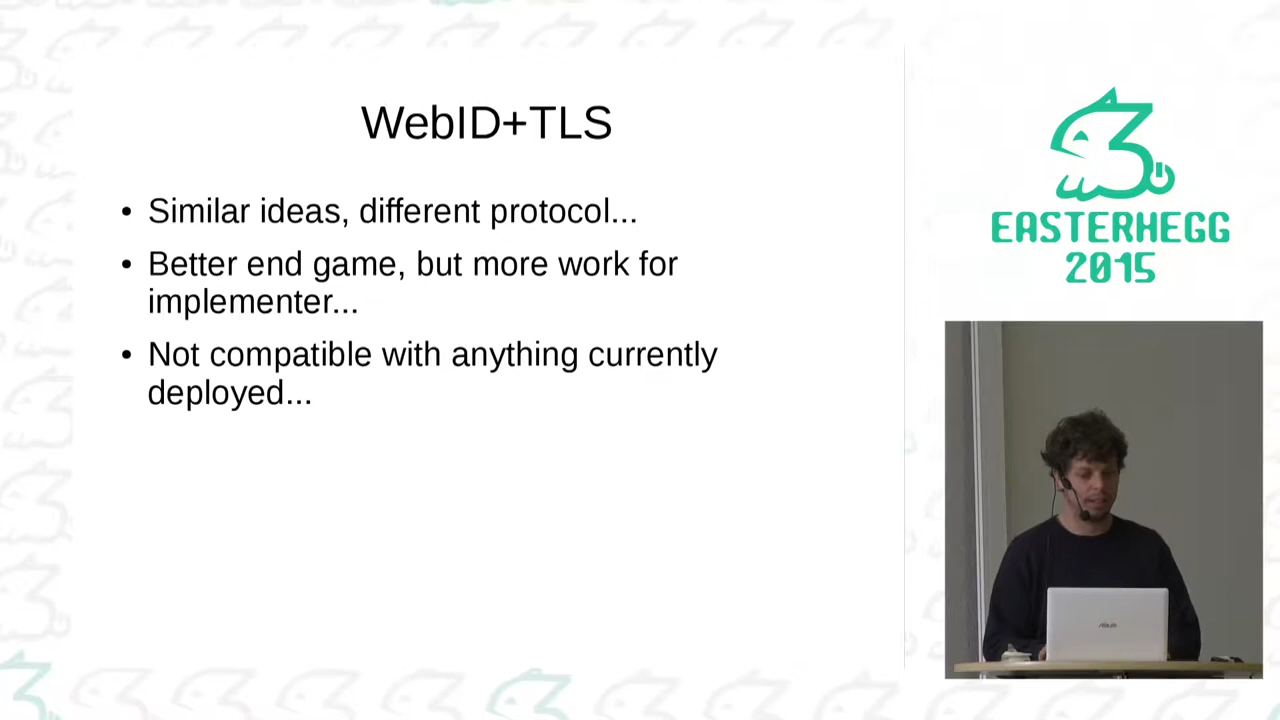 WebID+TLS
• Similar ideas, different protocol...
• Better end game, but more work for
implementer...
• Not compatible with anything currently
deployed...
EASTERHEGG
2015
ASUS